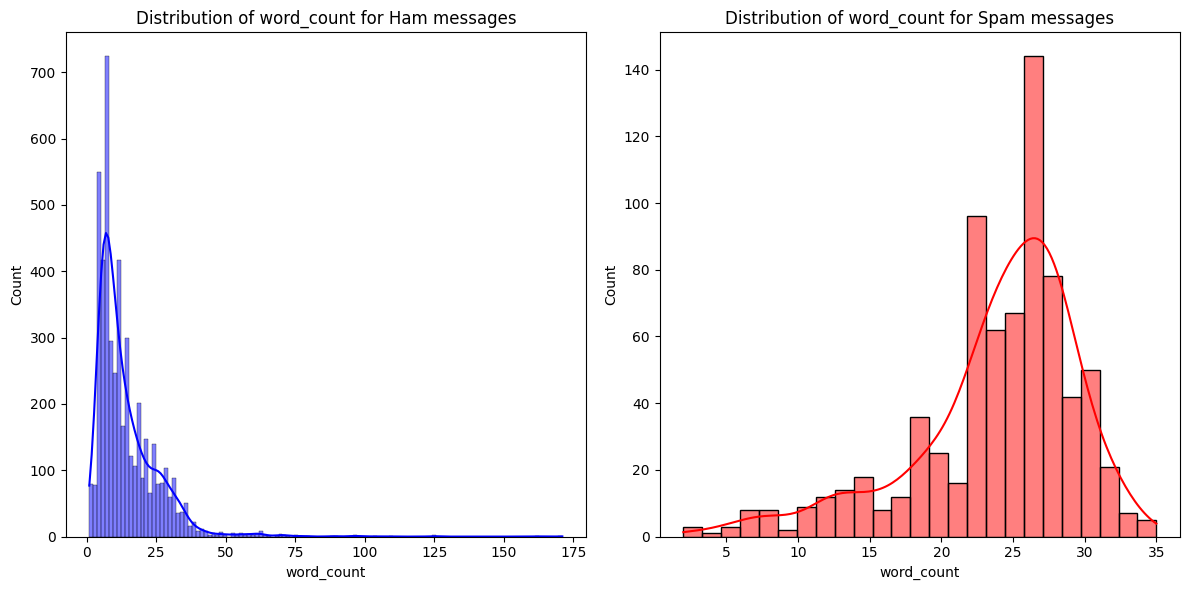 Distribution of word_count for Ham messages
700
600
500
400
300
200
100
0
Count
0 25 50 75 100 125 150 175
word_count
Distribution of word_count for Spam messages
140
120
100
80
60
40
20
0
Count
5 10 15 20 25 30 35
word_count